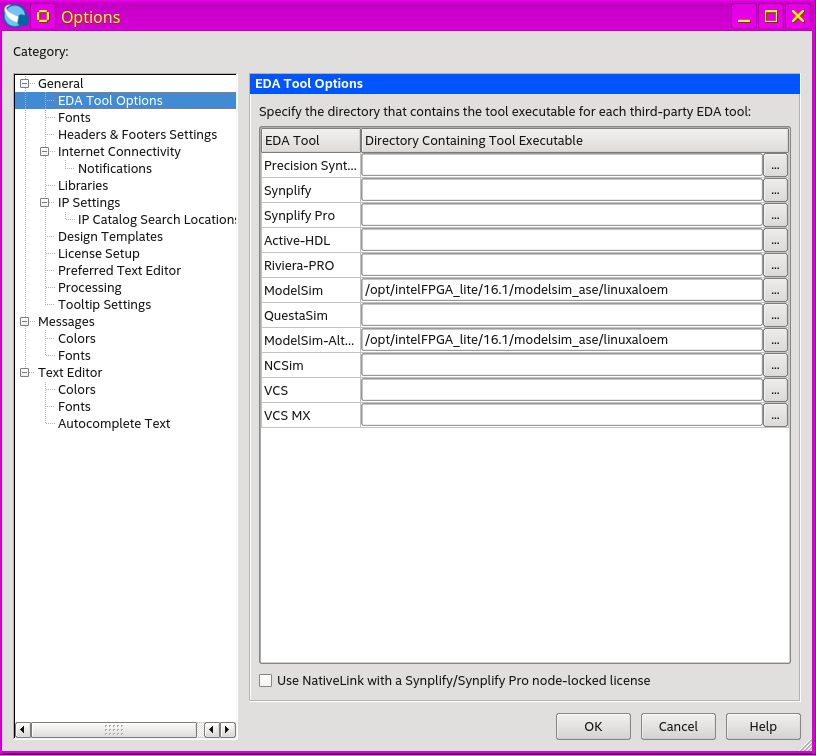 Options
Category:
General
EDA Tool Options
Fonts
Headers & Footers Settings
Internet Connectivity
Notifications
Libraries
IP Settings
IP Catalog Search Locations
Design Templates
License Setup
Preferred Text Editor
Processing
Tooltip Settings
Messages
Colors
Fonts
Text Editor
Colors
Fonts
Autocomplete Text
EDA Tool Options
Specify the directory that contains the tool executable for each third-party EDA tool:
EDA Tool Directory Containing Tool Executable
Precision Synt... ...
Synplify ...
Synplify Pro ...
Active-HDL ...
Riviera-PRO ...
ModelSim /opt/intelFPGA_lite/16.1/modelsim_ase/linuxaloem ...
QuestaSim ...
ModelSim-Alt... /opt/intelFPGA_lite/16.1/modelsim_ase/linuxaloem ...
NCSim ...
VCS ...
VCS MX ...
Use NativeLink with a Synplify/Synplify Pro node-locked license
OK Cancel Help